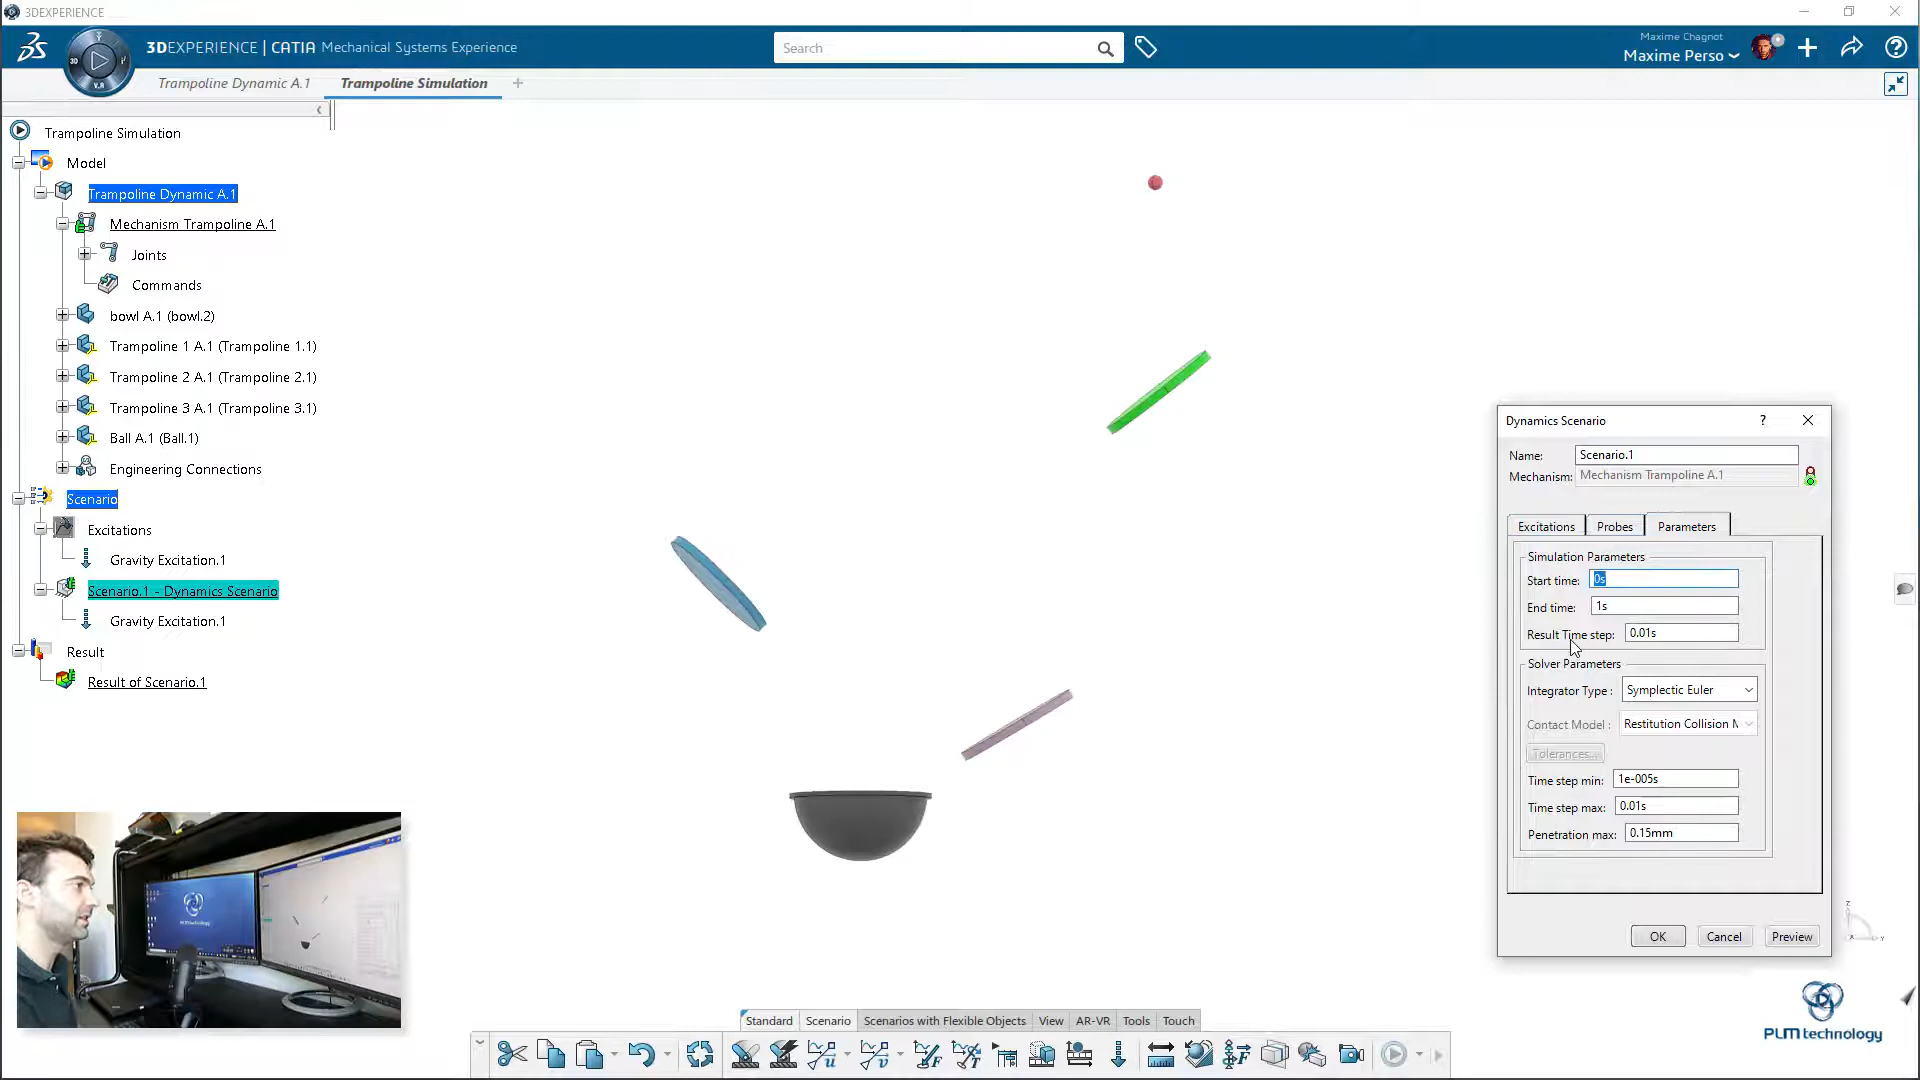 3DEXPERIENCE
3DEXPERIENCE | CATIA Mechanical Systems Experience
Search
Maxime Chagnot
Maxime Perso
3D
V.R
Trampoline Dynamic A.1
Trampoline Simulation
Trampoline Simulation
Model
Trampoline Dynamic A.1
Mechanism Trampoline A.1
Joints
Commands
bowl A.1 (bowl.2)
Trampoline 1 A.1 (Trampoline 1.1)
Trampoline 2 A.1 (Trampoline 2.1)
Trampoline 3 A.1 (Trampoline 3.1)
Ball A.1 (Ball.1)
Engineering Connections
Scenario
Excitations
Gravity Excitation.1
Scenario.1 - Dynamics Scenario
Gravity Excitation.1
Result
Result of Scenario.1
Dynamics Scenario
Name: Scenario.1
Mechanism: Mechanism Trampoline A.1
Excitations Probes Parameters
Simulation Parameters
Start time: 0s
End time: 1s
Result Time step: 0.01s
Solver Parameters
Integrator Type : Symplectic Euler
Contact Model : Restitution Collision M
Tolerances...
Time step min: 1e-005s
Time step max: 0.01s
Penetration max: 0.15mm
OK Cancel Preview
PLM technology
PLM technology
Standard Scenario Scenarios with Flexible Objects View AR-VR Tools Touch